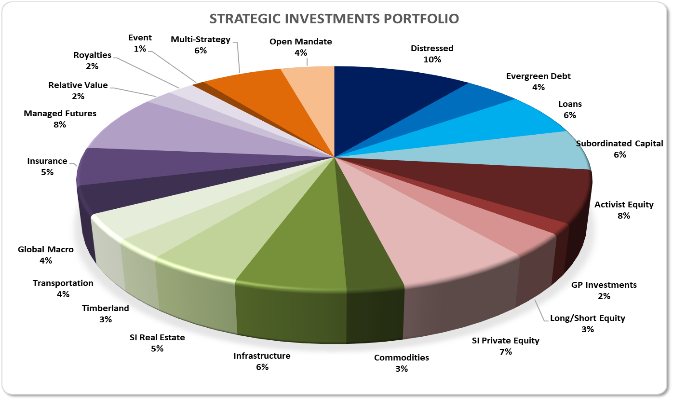 STRATEGIC INVESTMENTS PORTFOLIO
Distressed
10%
Evergreen Debt
4%
Loans
6%
Subordinated Capital
6%
Activist Equity
8%
GP Investments
2%
Long/Short Equity
3%
SI Private Equity
7%
Commodities
3%
Infrastructure
6%
SI Real Estate
5%
Timberland
3%
Transportation
4%
Global Macro
4%
Insurance
5%
Managed Futures
8%
Relative Value
2%
Royalties
2%
Event
1%
Multi-Strategy
6%
Open Mandate
4%